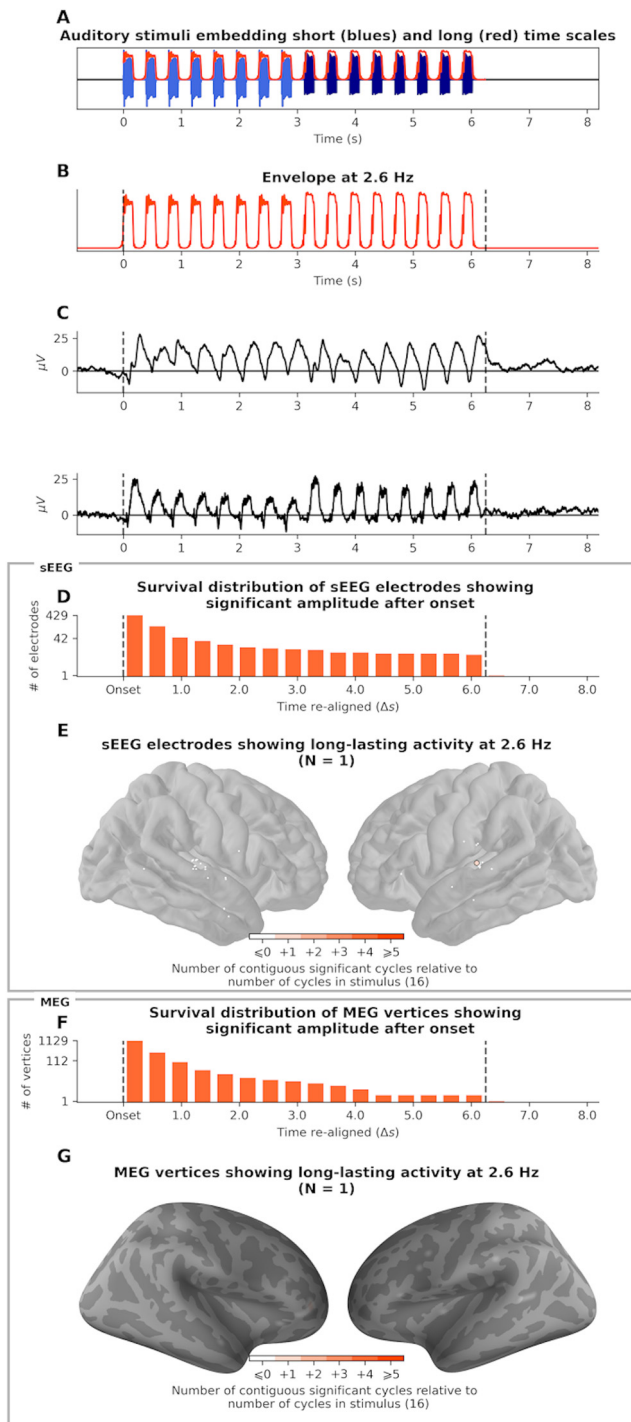 A
Auditory stimuli embedding short (blues) and long (red) time scales
0 1 2 3 4 5 6 7 8
Time (s)
B
Envelope at 2.6 Hz
0 1 2 3 4 5 6 7 8
Time (s)
C
25
µV
0
0 1 2 3 4 5 6 7 8
25
µV
0
0 1 2 3 4 5 6 7 8
sEEG
D
Survival distribution of sEEG electrodes showing
significant amplitude after onset
# of electrodes
429
42
1
Onset 1.0 2.0 3.0 4.0 5.0 6.0 7.0 8.0
Time re-aligned (Δs)
E
sEEG electrodes showing long-lasting activity at 2.6 Hz
(N = 1)
⩽0 +1 +2 +3 +4 ⩾5
Number of contiguous significant cycles relative to
number of cycles in stimulus (16)
MEG
F
Survival distribution of MEG vertices showing
significant amplitude after onset
# of vertices
1129
112
1
Onset 1.0 2.0 3.0 4.0 5.0 6.0 7.0 8.0
Time re-aligned (Δs)
G
MEG vertices showing long-lasting activity at 2.6 Hz
(N = 1)
⩽0 +1 +2 +3 +4 ⩾5
Number of contiguous significant cycles relative to
number of cycles in stimulus (16)